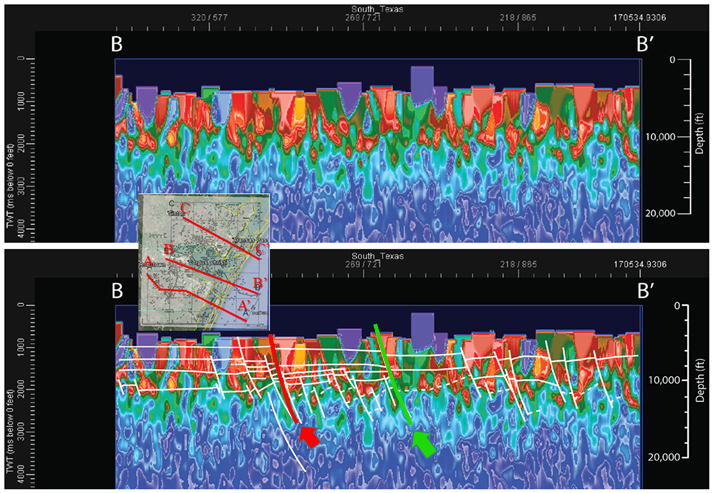 South_Texas
320/577 269 / 721 218 / 865 170534.9306
B B'
0
1000
2000
3000
4000
TWT (ms below 0 feet)
0
10,000
20,000
Depth (ft)
C
B
A
C'
B'
A'
South_Texas
269 / 721 218 / 865 170534.9306
B B'
0
1000
2000
3000
4000
TWT (ms below 0 feet)
0
10,000
20,000
Depth (ft)